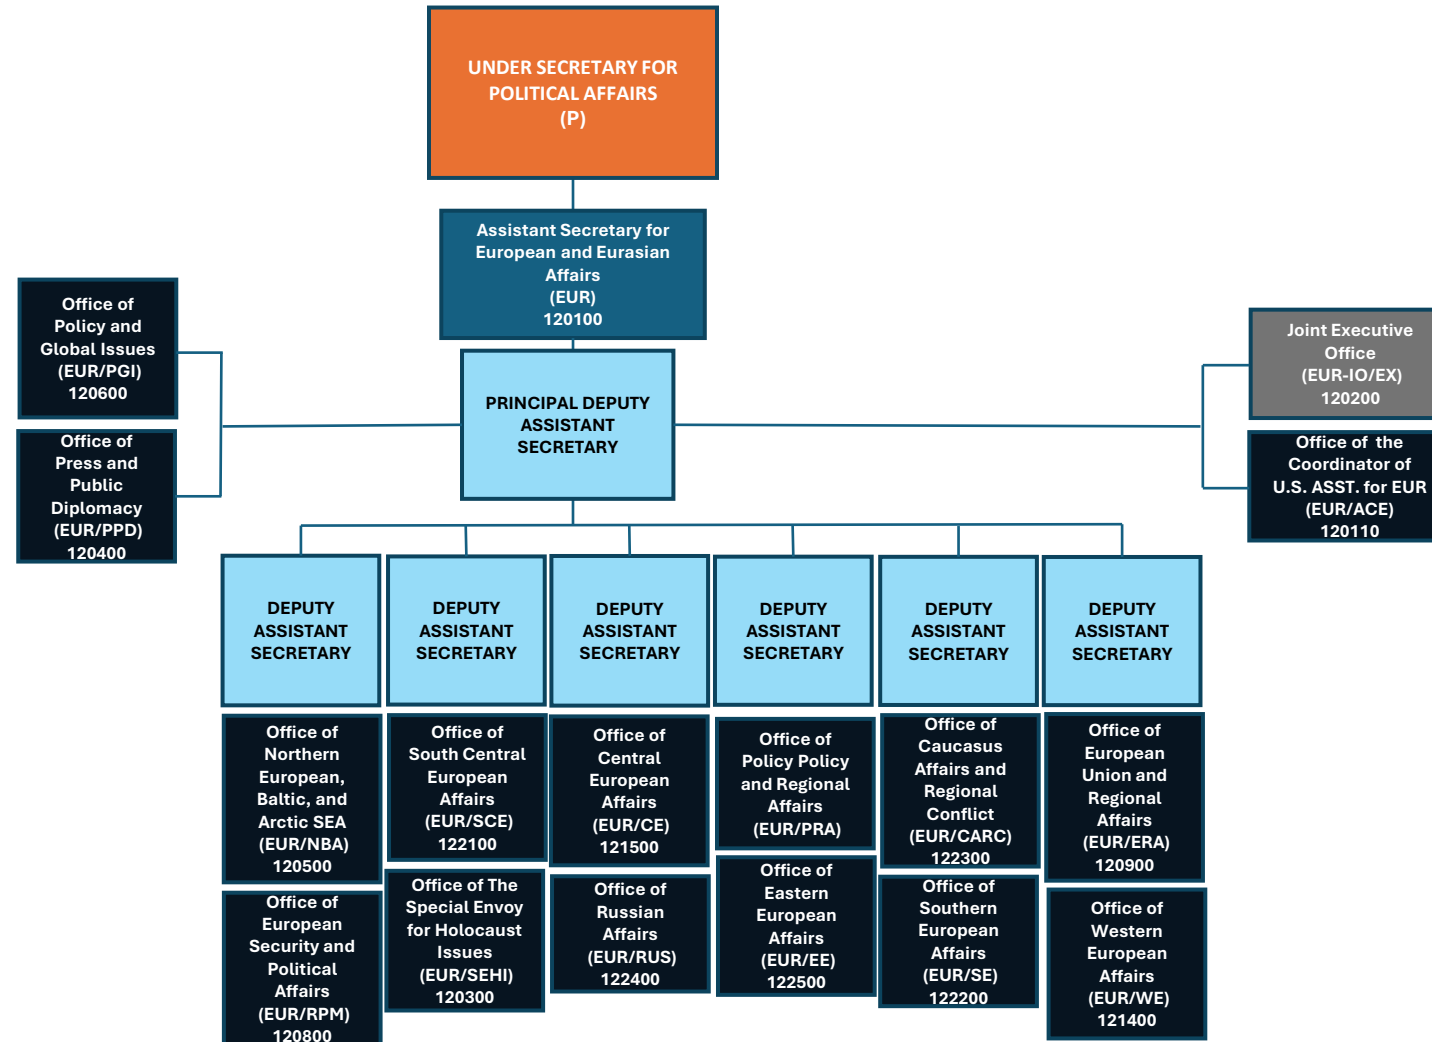 UNDER SECRETARY FOR
POLITICAL AFFAIRS
(P)
Assistant Secretary for
European and Eurasian
Affairs
(EUR)
120100
Office of
Policy and
Global Issues
(EUR/PGI)
120600
Office of
Press and
Public
Diplomacy
(EUR/PPD)
120400
PRINCIPAL DEPUTY
ASSISTANT
SECRETARY
Joint Executive
Office
(EUR-IO/EX)
120200
Office of the
Coordinator of
U.S. ASST. for EUR
(EUR/ACE)
120110
DEPUTY
ASSISTANT
SECRETARY
DEPUTY
ASSISTANT
SECRETARY
DEPUTY
ASSISTANT
SECRETARY
DEPUTY
ASSISTANT
SECRETARY
DEPUTY
ASSISTANT
SECRETARY
DEPUTY
ASSISTANT
SECRETARY
Office of
Northern
European,
Baltic, and
Arctic SEA
(EUR/NBA)
120500
Office of
South Central
European
Affairs
(EUR/SCE)
122100
Office of
Central
European
Affairs
(EUR/CE)
121500
Office of
Policy Policy
and Regional
Affairs
(EUR/PRA)
Office of
Caucasus
Affairs and
Regional
Conflict
(EUR/CARC)
122300
Office of
European
Union and
Regional
Affairs
(EUR/ERA)
120900
Office of
European
Security and
Political
Affairs
(EUR/RPM)
120800
Office of The
Special Envoy
for Holocaust
Issues
(EUR/SEHI)
120300
Office of
Russian
Affairs
(EUR/RUS)
122400
Office of
Eastern
European
Affairs
(EUR/EE)
122500
Office of
Southern
European
Affairs
(EUR/SE)
122200
Office of
Western
European
Affairs
(EUR/WE)
121400